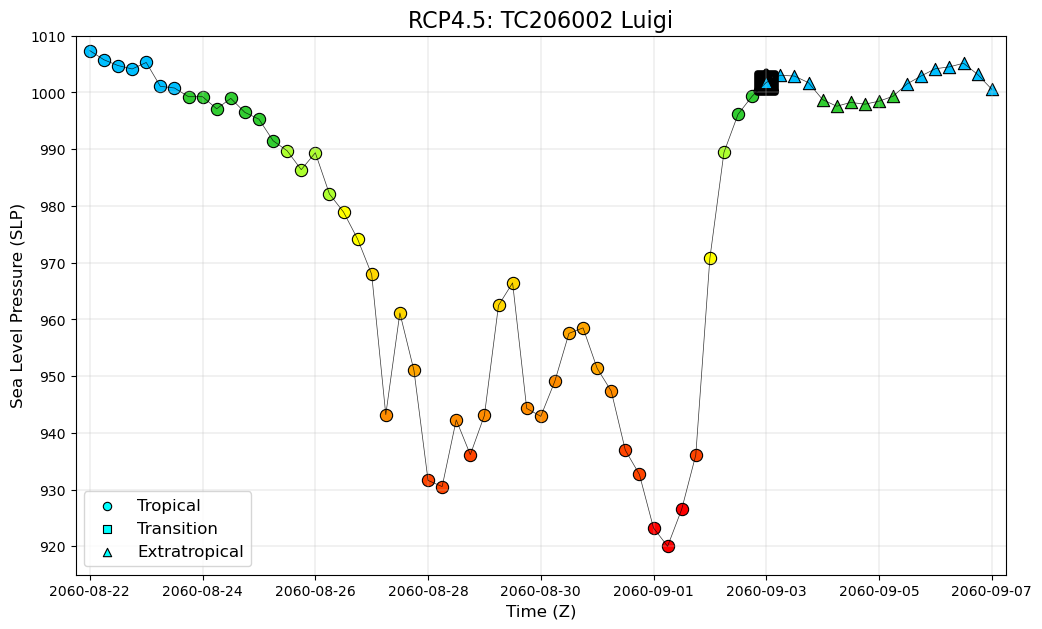 RCP4.5: TC206002 Luigi
1010
1000
990
980
970
960
950
940
930
920
Sea Level Pressure (SLP)
Tropical
Transition
Extratropical
2060-08-22 2060-08-24 2060-08-26 2060-08-28 2060-08-30 2060-09-01 2060-09-03 2060-09-05 2060-09-07
Time (Z)